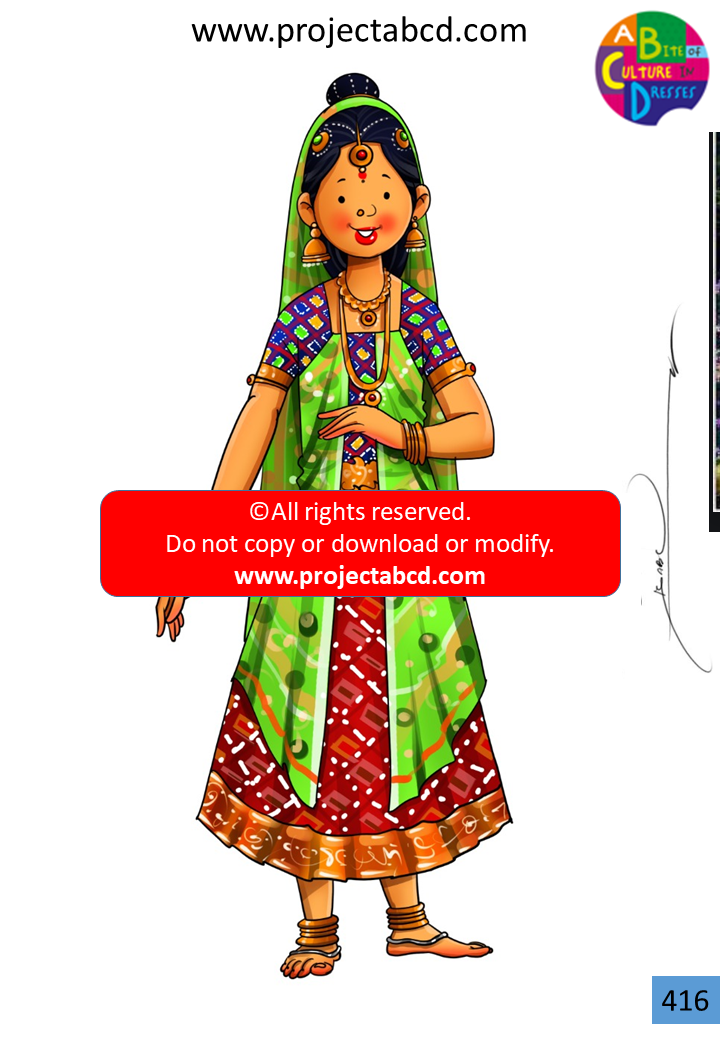 www.projectabcd.com
A BITE OF
CULTURE IN
DRESSES
©All rights reserved.
Do not copy or download or modify.
www.projectabcd.com
416